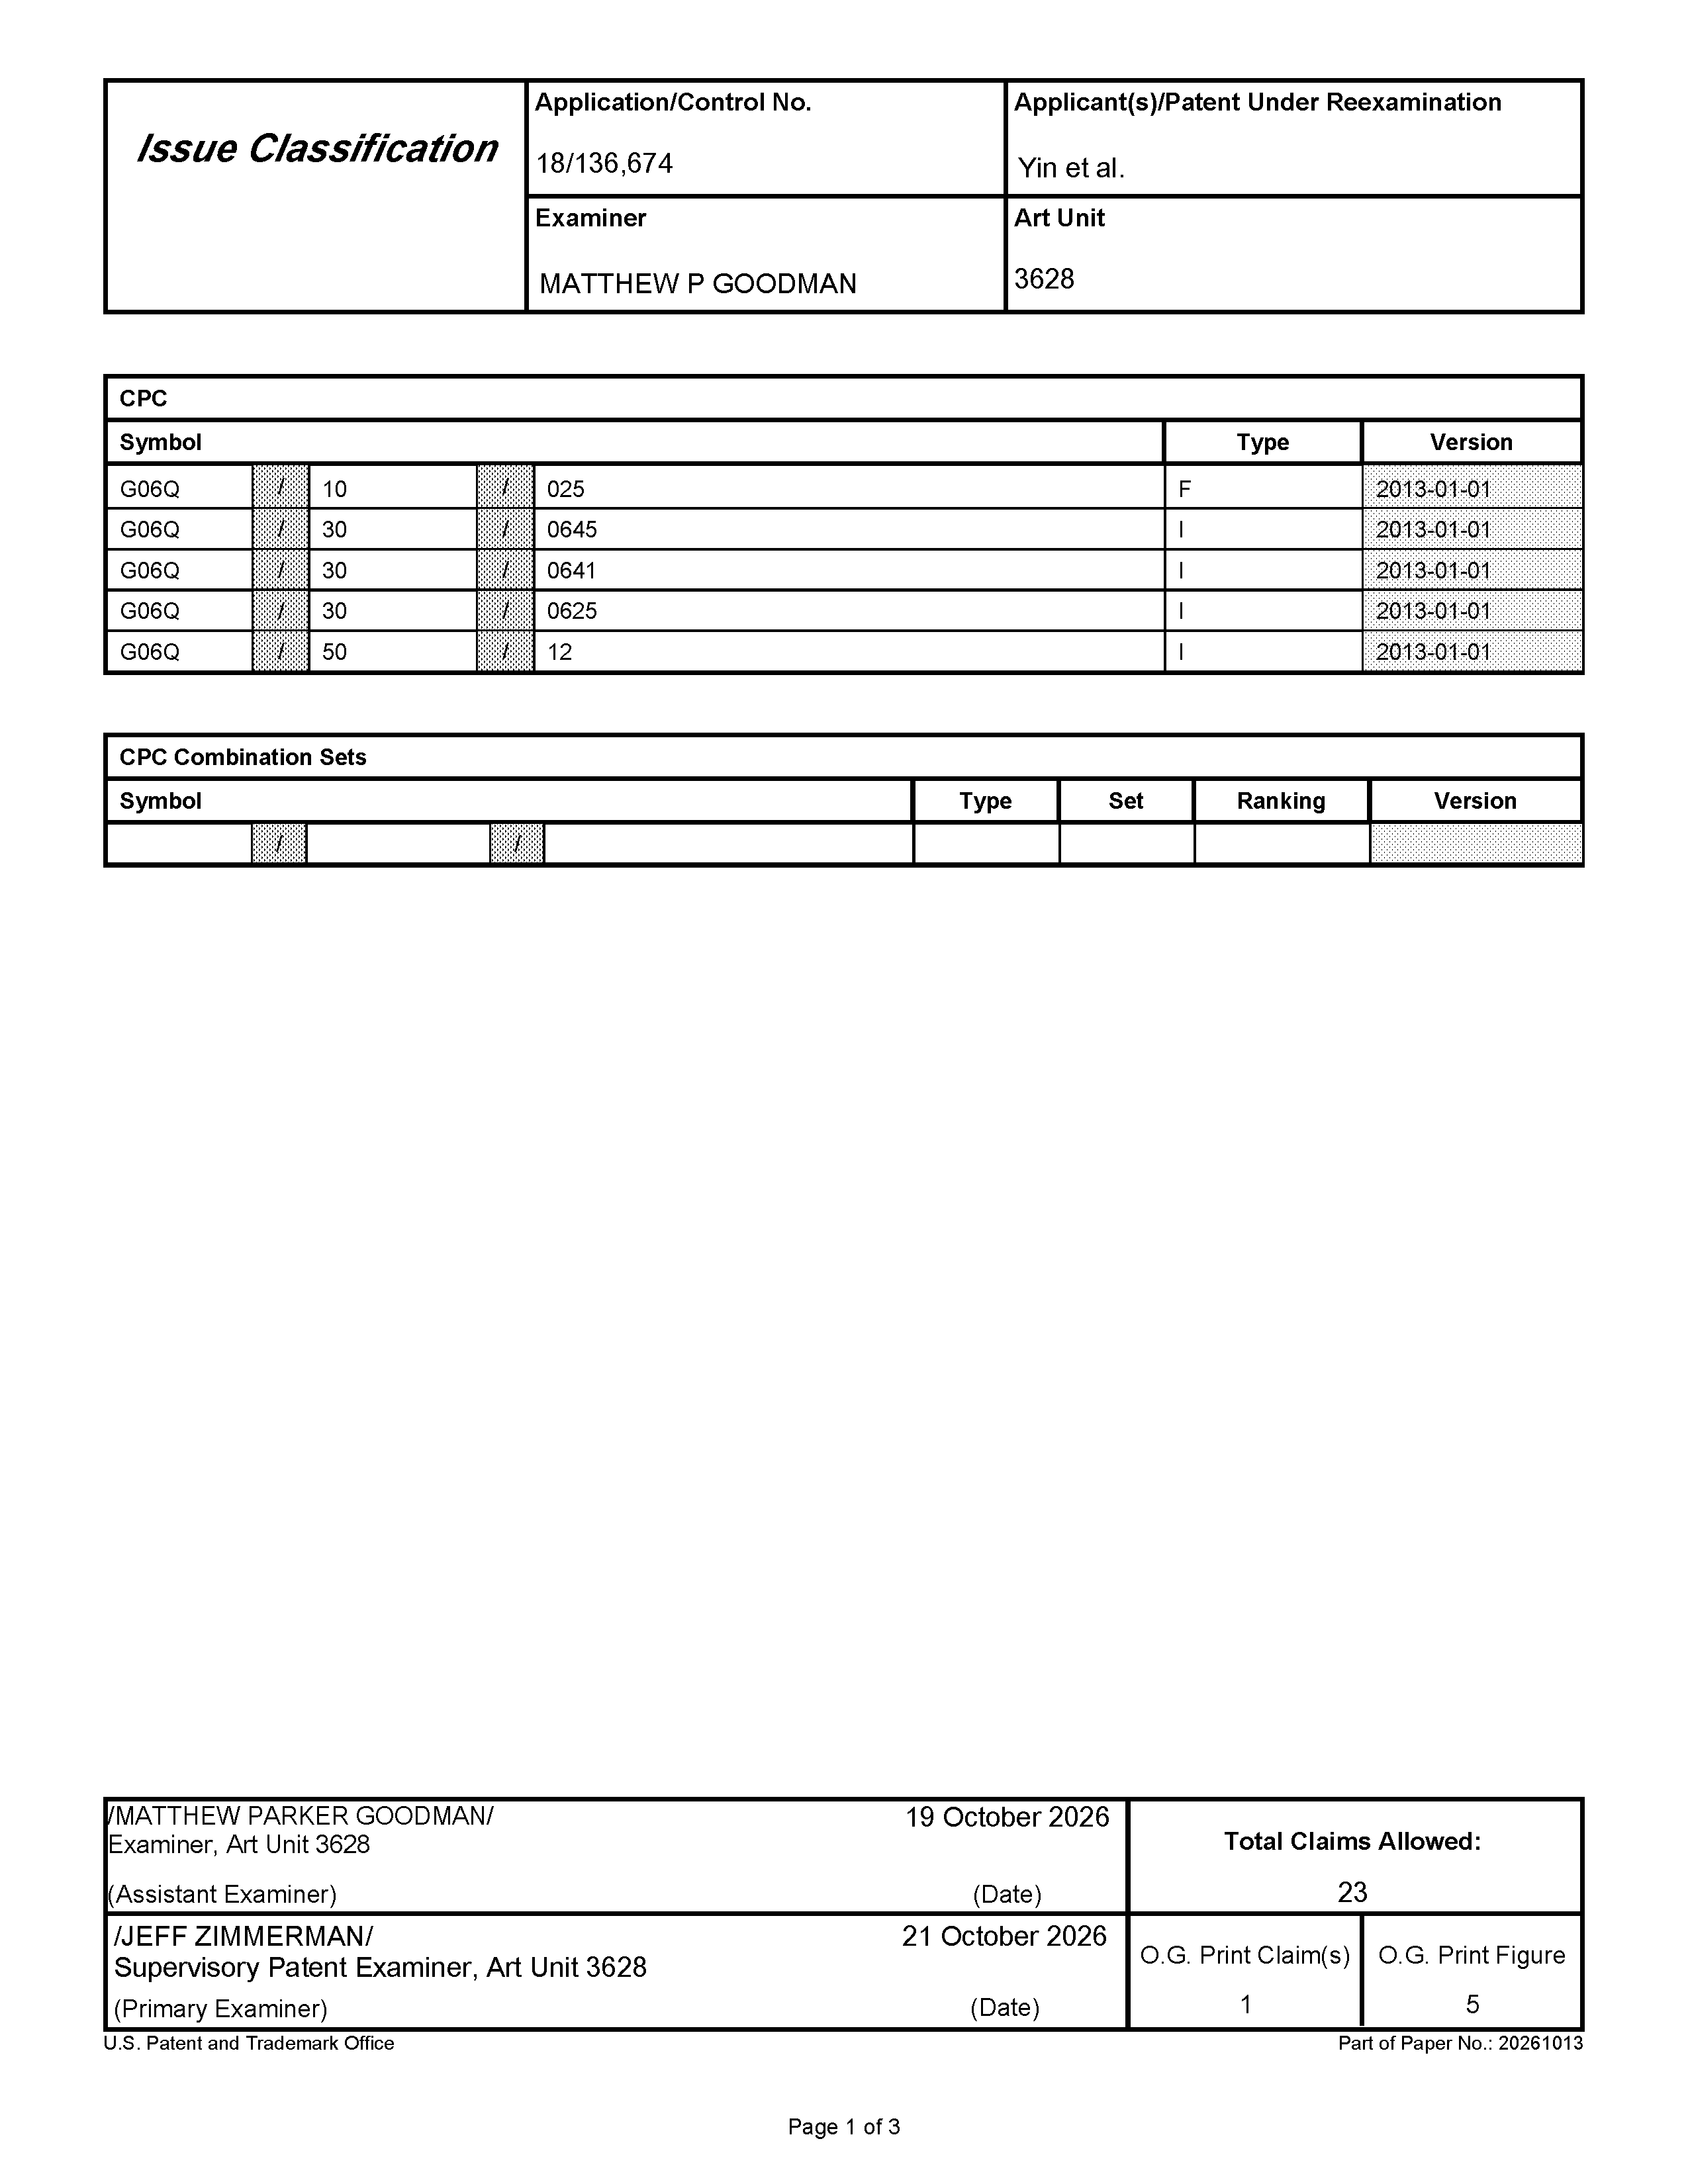 Issue Classification
Application/Control No.
18/136,674
Applicant(s)/Patent Under Reexamination
Yin et al.
Examiner
MATTHEW P GOODMAN
Art Unit
3628
CPC
Symbol Type Version
G06Q / 10 / 025 F 2013-01-01
G06Q / 30 / 0645 I 2013-01-01
G06Q / 30 / 0641 I 2013-01-01
G06Q / 30 / 0625 I 2013-01-01
G06Q / 50 / 12 I 2013-01-01
CPC Combination Sets
Symbol Type Set Ranking Version
/ /
/MATTHEW PARKER GOODMAN/ 19 October 2026
Examiner, Art Unit 3628
(Assistant Examiner) (Date)
Total Claims Allowed:
23
/JEFF ZIMMERMAN/ 21 October 2026
Supervisory Patent Examiner, Art Unit 3628
(Primary Examiner) (Date)
O.G. Print Claim(s) O.G. Print Figure
1 5
U.S. Patent and Trademark Office Part of Paper No.: 20261013
Page 1 of 3